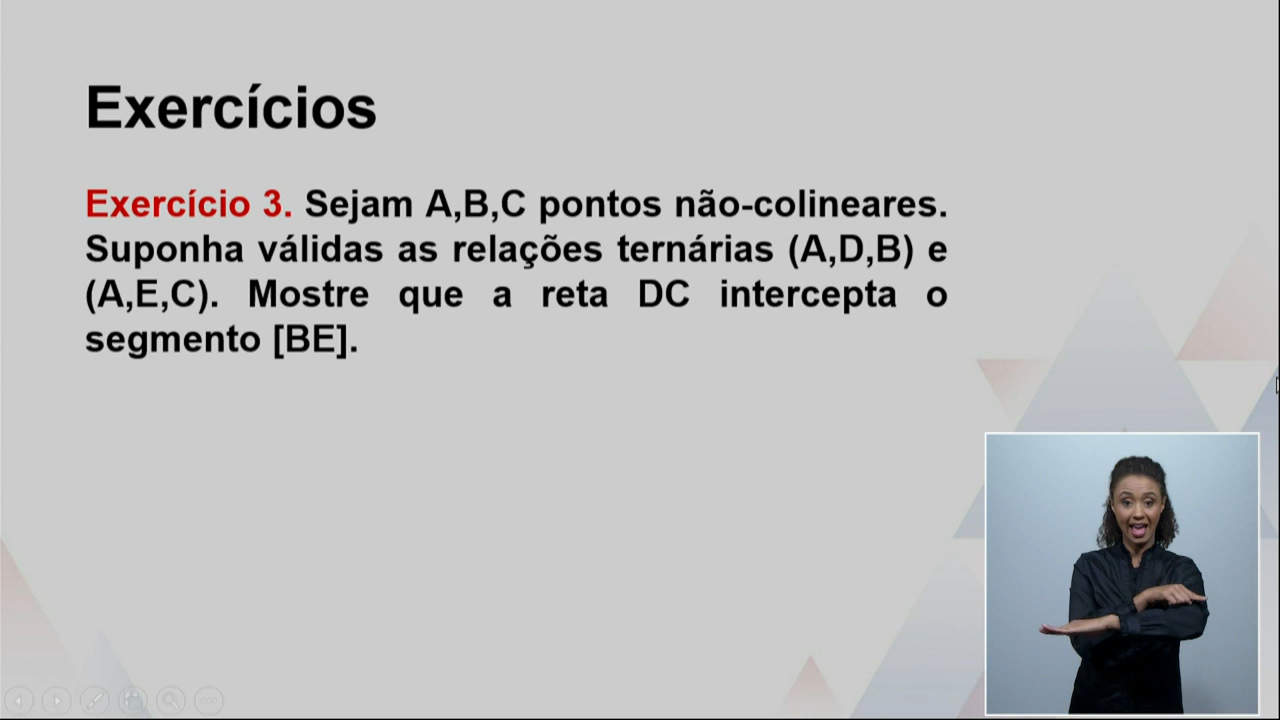 Exercícios
Exercício 3. Sejam A,B,C pontos não-colineares.
Suponha válidas as relações ternárias (A,D,B) e
(A,E,C). Mostre que a reta DC intercepta o
segmento [BE].